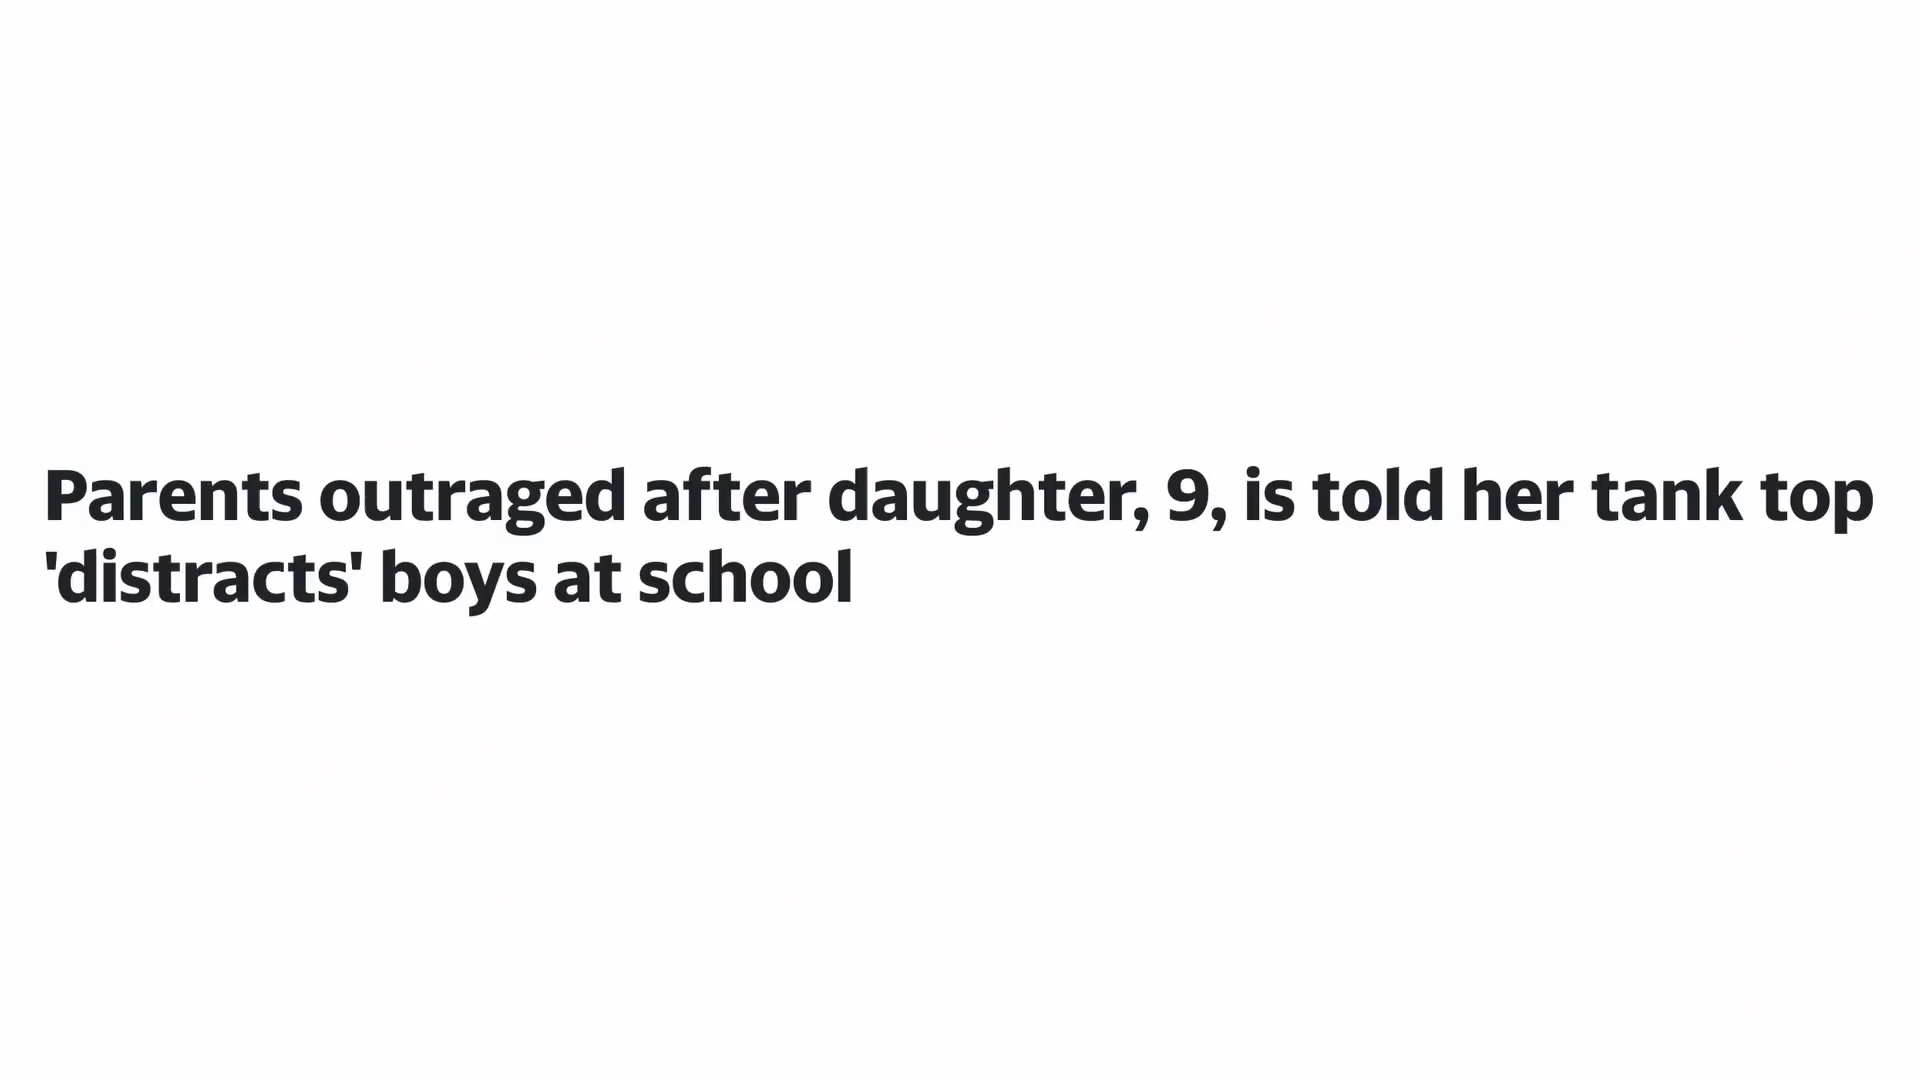 Parents outraged after daughter, 9, is told her tank top
'distracts' boys at school